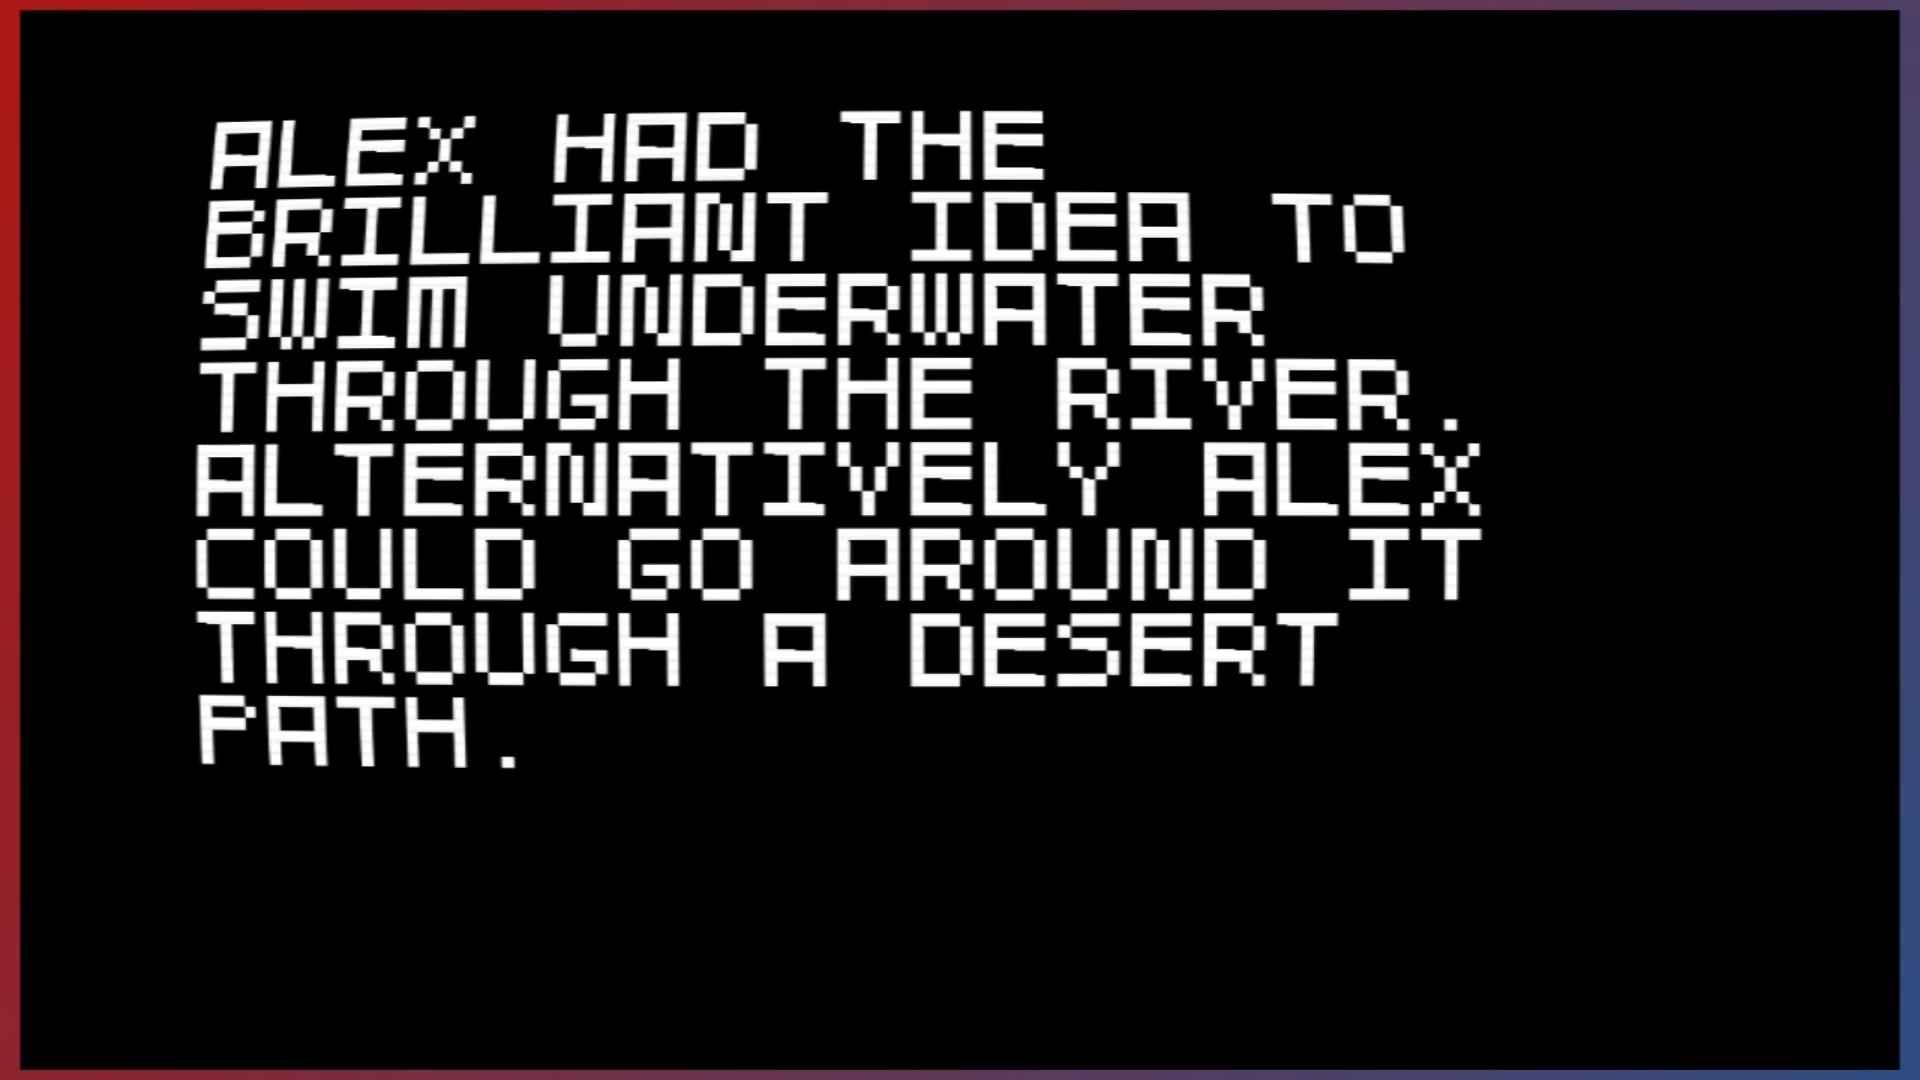 ALEX HAD THE
BRILLIANT IDEA TO
SWIM UNDERWATER
THROUGH THE RIVER.
ALTERNATIVELY ALEX
COULD GO AROUND IT
THROUGH A DESERT
PATH.